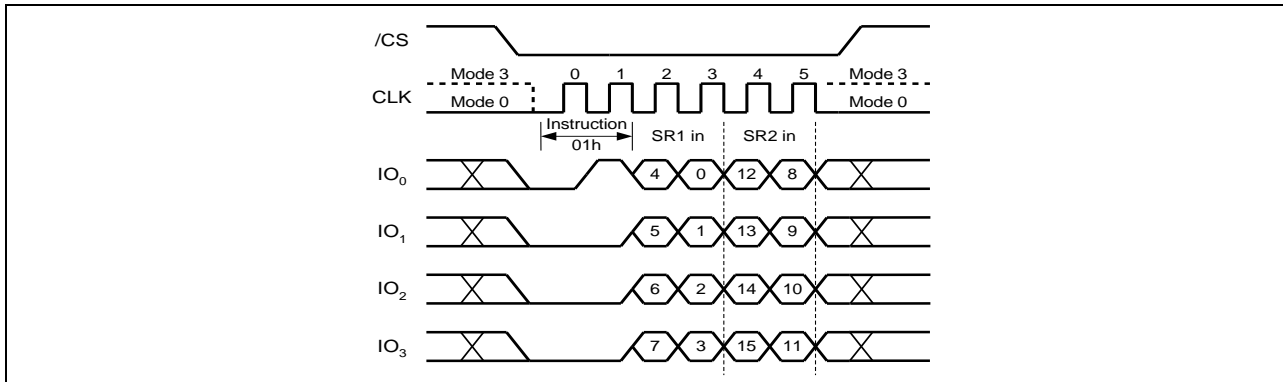 /CS
Mode 3 0 1 2 3 4 5 Mode 3
CLK Mode 0 Mode 0
Instruction SR1 in SR2 in
01h
IO0 4 0 12 8
IO1 5 1 13 9
IO2 6 2 14 10
IO3 7 3 15 11